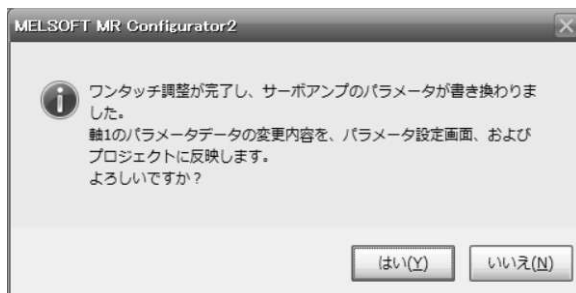 MELSOFT MR Configurator2
ワンタッチ調整が完了し、サーボアンプのパラメータが書き換わりま
した。
軸1のパラメータデータの変更内容を、パラメータ設定画面、および
プロジェクトに反映します。
よろしいですか？
はい(Y) いいえ(N)